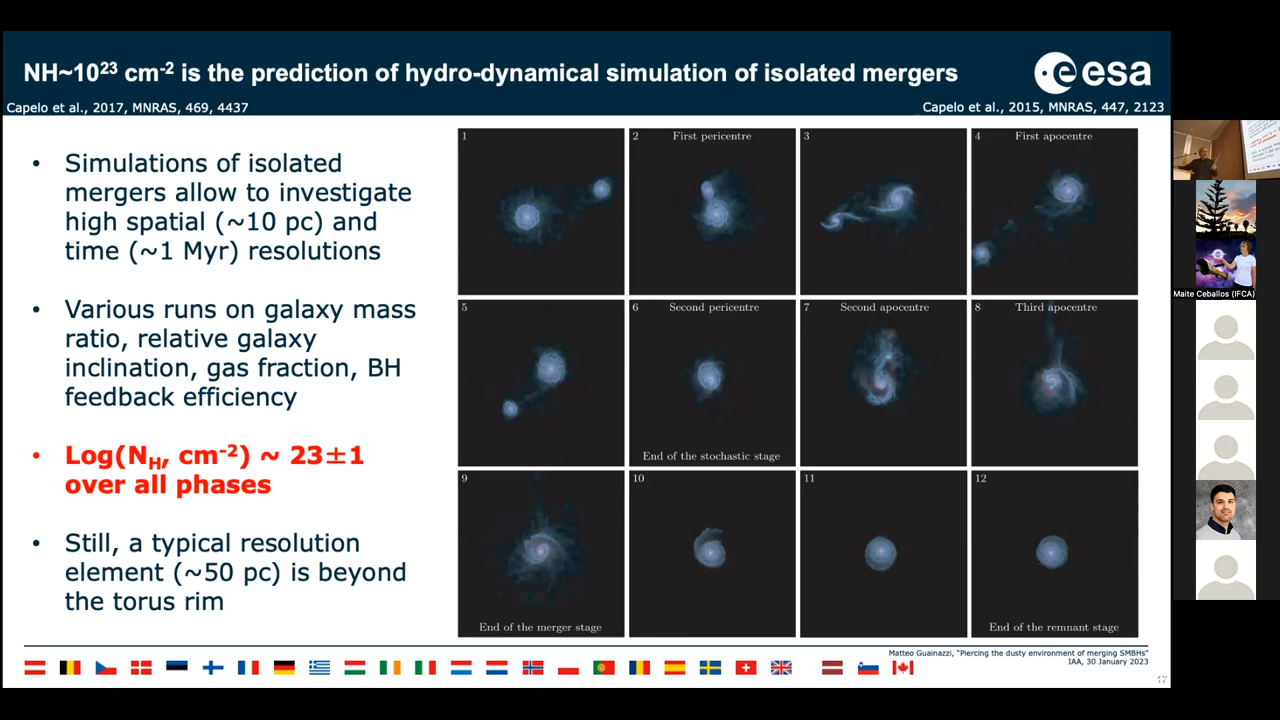 NH~10²³ cm⁻² is the prediction of hydro-dynamical simulation of isolated mergers
esa
Capelo et al., 2017, MNRAS, 469, 4437
Capelo et al., 2015, MNRAS, 447, 2123
• Simulations of isolated
mergers allow to investigate
high spatial (~10 pc) and
time (~1 Myr) resolutions
• Various runs on galaxy mass
ratio, relative galaxy
inclination, gas fraction, BH
feedback efficiency
• Log(N_H, cm⁻²) ~ 23±1
over all phases
• Still, a typical resolution
element (~50 pc) is beyond
the torus rim
1
2 First pericentre
3
4 First apocentre
5
6 Second pericentre
End of the stochastic stage
7 Second apocentre
8 Third apocentre
9
End of the merger stage
10
11
12
End of the remnant stage
Matteo Guainazzi, "Piercing the dusty environment of merging SMBHs"
IAA, 30 January 2023
17
Maite Ceballos (IFCA)